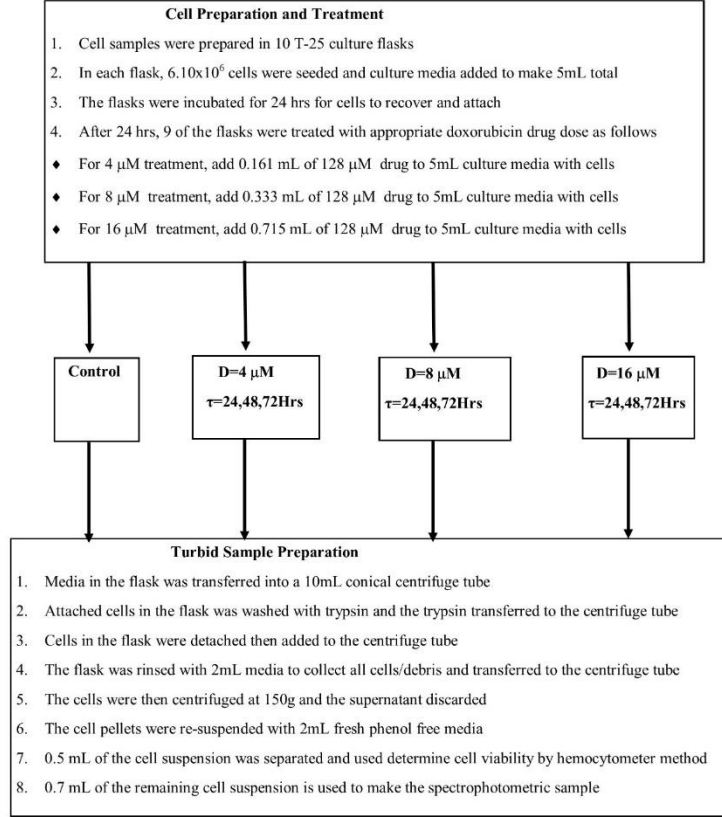 Cell Preparation and Treatment
1. Cell samples were prepared in 10 T-25 culture flasks
2. In each flask, 6.10x10⁶ cells were seeded and culture media added to make 5mL total
3. The flasks were incubated for 24 hrs for cells to recover and attach
4. After 24 hrs, 9 of the flasks were treated with appropriate doxorubicin drug dose as follows
♦ For 4 µM treatment, add 0.161 mL of 128 µM drug to 5mL culture media with cells
♦ For 8 µM treatment, add 0.333 mL of 128 µM drug to 5mL culture media with cells
♦ For 16 µM treatment, add 0.715 mL of 128 µM drug to 5mL culture media with cells
Control
D=4 µM
τ=24,48,72Hrs
D=8 µM
τ=24,48,72Hrs
D=16 µM
τ=24,48,72Hrs
Turbid Sample Preparation
1. Media in the flask was transferred into a 10mL conical centrifuge tube
2. Attached cells in the flask was washed with trypsin and the trypsin transferred to the centrifuge tube
3. Cells in the flask were detached then added to the centrifuge tube
4. The flask was rinsed with 2mL media to collect all cells/debris and transferred to the centrifuge tube
5. The cells were then centrifuged at 150g and the supernatant discarded
6. The cell pellets were re-suspended with 2mL fresh phenol free media
7. 0.5 mL of the cell suspension was separated and used determine cell viability by hemocytometer method
8. 0.7 mL of the remaining cell suspension is used to make the spectrophotometric sample